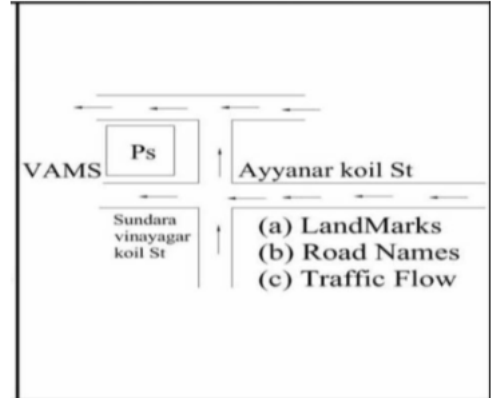 Ps
VAMS
Ayyanar koil St
Sundara
vinayagar
koil St
(a) LandMarks
(b) Road Names
(c) Traffic Flow